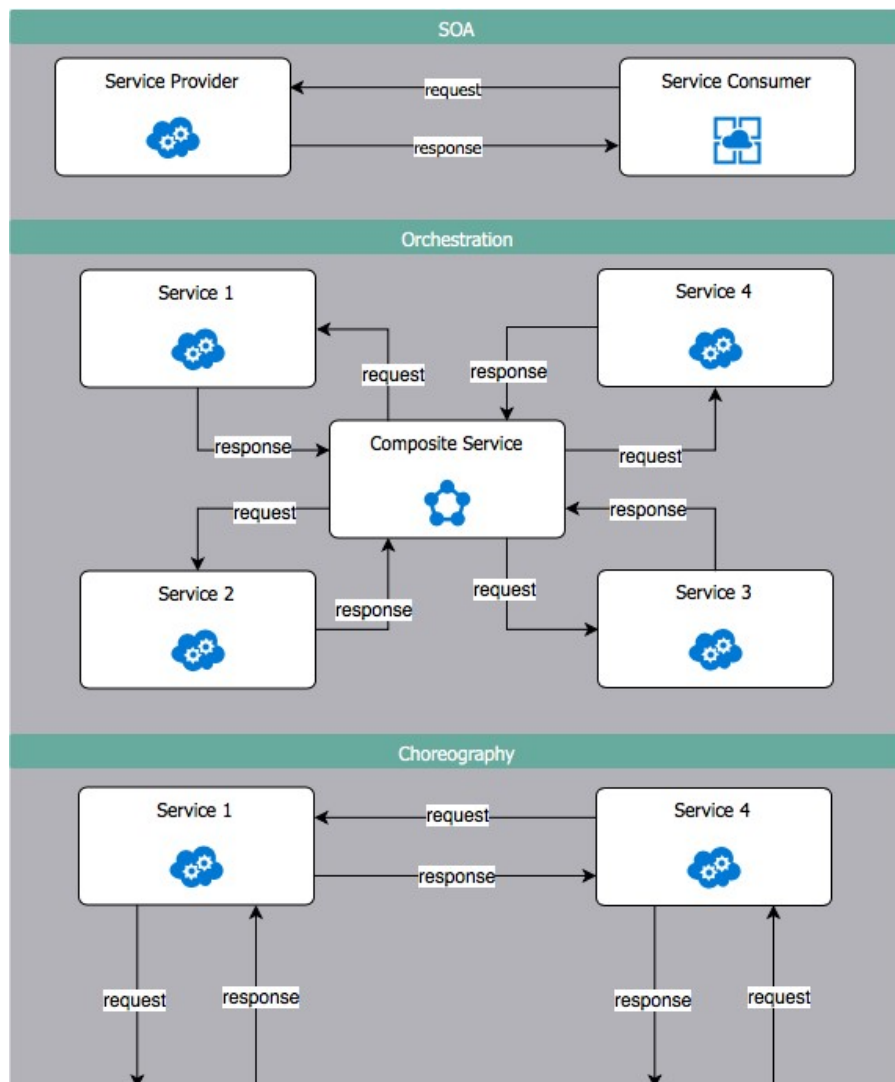 SOA
Service Provider
Service Consumer
request
response
Orchestration
Service 1
Service 4
request
response
Composite Service
response
request
request
response
Service 2
response
request
Service 3
Choreography
Service 1
Service 4
request
response
request
response
response
request